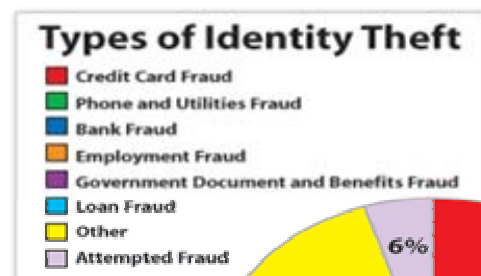 Types of Identity Theft
Credit Card Fraud
Phone and Utilities Fraud
Bank Fraud
Employment Fraud
Government Document and Benefits Fraud
Loan Fraud
Other
Attempted Fraud
6%